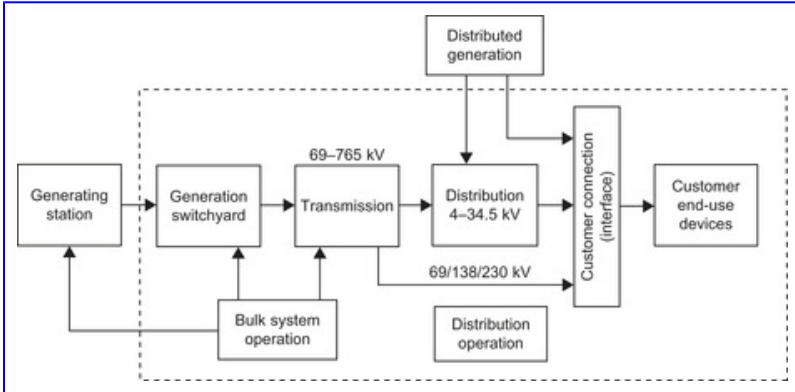 Distributed
generation
69–765 kV
Generating
station
Generation
switchyard
Transmission
Distribution
4–34.5 kV
Customer connection
(interface)
Customer
end-use
devices
69/138/230 kV
Bulk system
operation
Distribution
operation